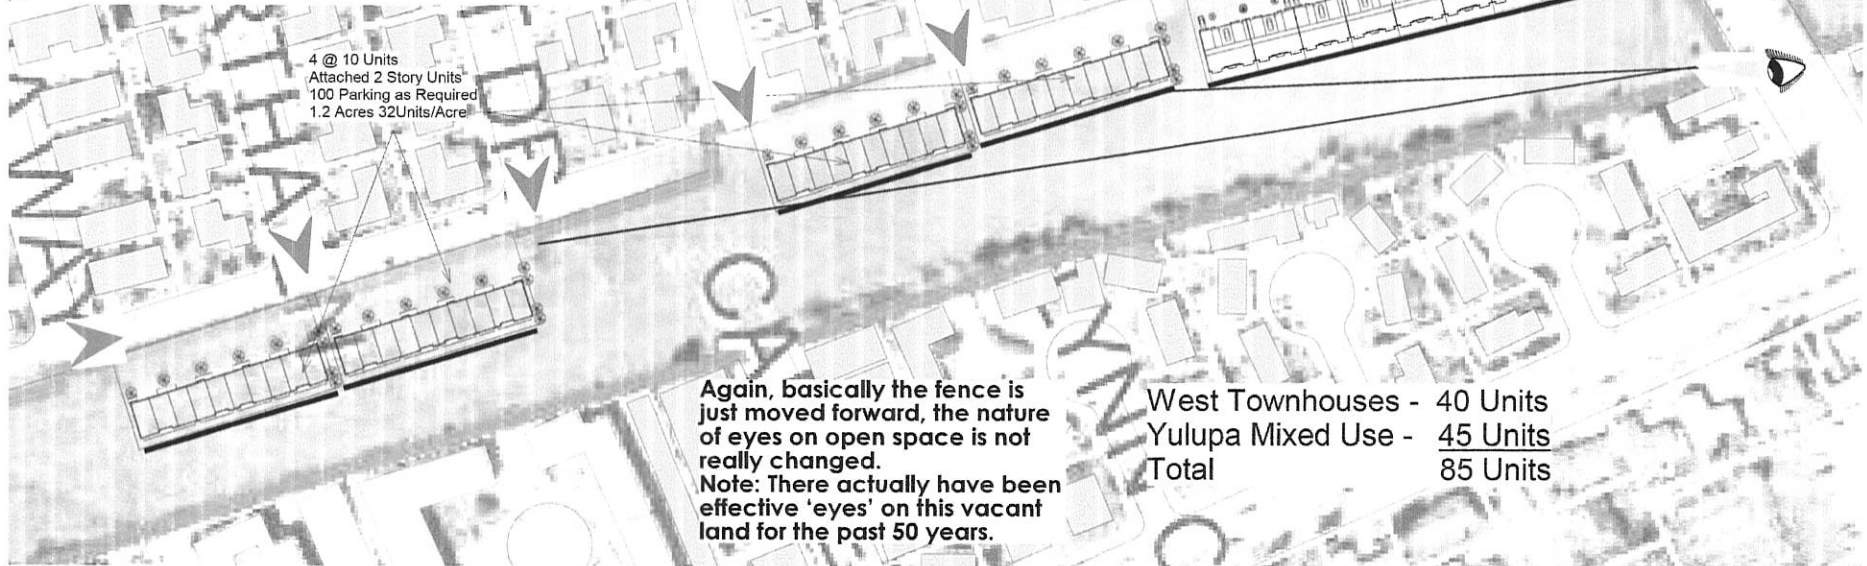 4 @ 10 Units
Attached 2 Story Units
100 Parking as Required
1.2 Acres 32Units/Acre
Again, basically the fence is
just moved forward, the nature
of eyes on open space is not
really changed.
Note: There actually have been
effective ‘eyes’ on this vacant
land for the past 50 years.
West Townhouses - 40 Units
Yulupa Mixed Use - 45 Units
Total 85 Units